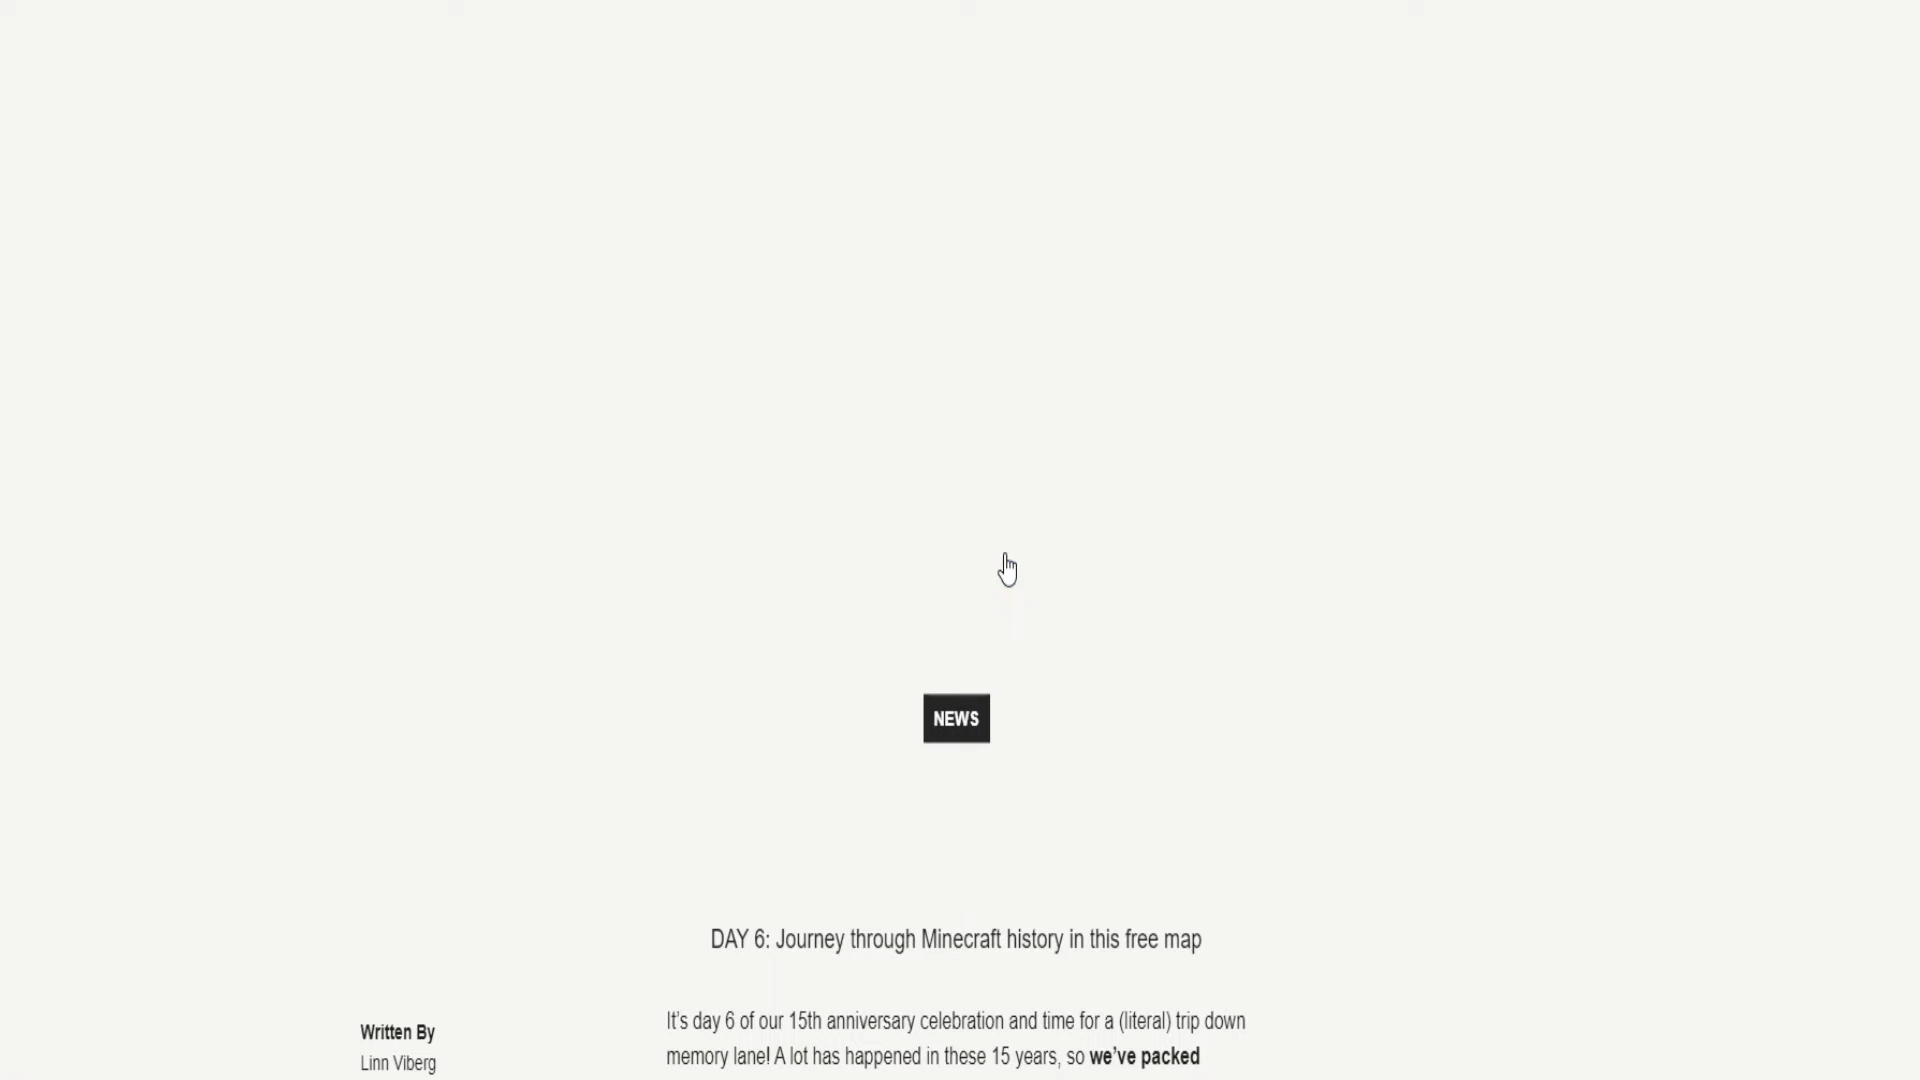 NEWS
DAY 6: Journey through Minecraft history in this free map
Written By
Linn Viberg
It's day 6 of our 15th anniversary celebration and time for a (literal) trip down
memory lane! A lot has happened in these 15 years, so we've packed